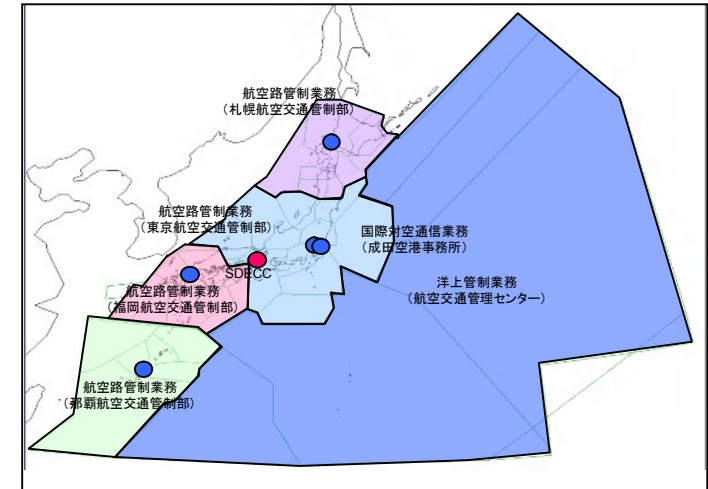 航空路管制業務
(札幌航空交通管制部)
航空路管制業務
(東京航空交通管制部)
国際対空通信業務
(成田空港事務所)
SDECC
洋上管制業務
(航空交通管理センター)
航空路管制業務
(福岡航空交通管制部)
航空路管制業務
(那覇航空交通管制部)